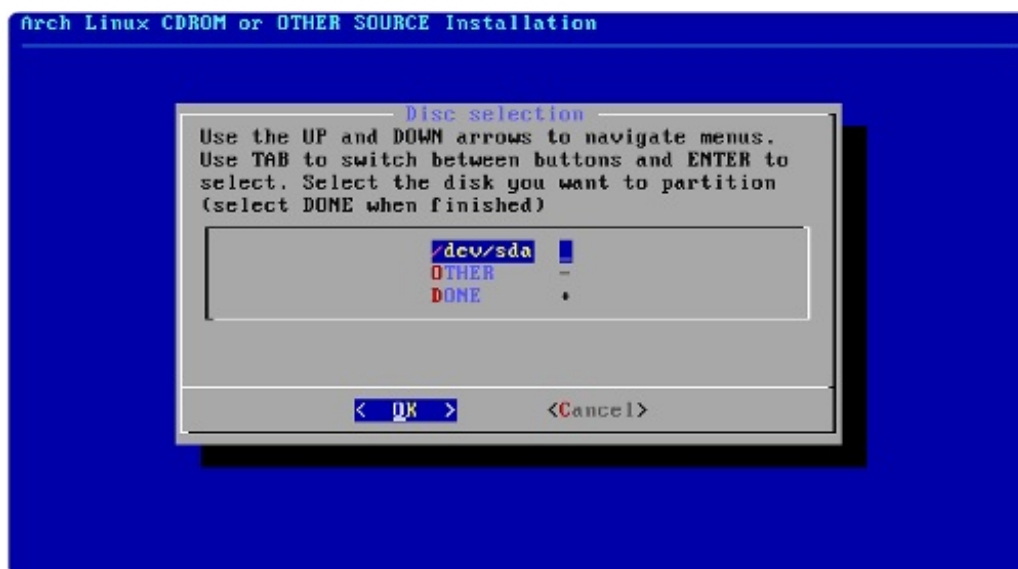 Arch Linux CDROM or OTHER SOURCE Installation
Disc selection
Use the UP and DOWN arrows to navigate menus.
Use TAB to switch between buttons and ENTER to
select. Select the disk you want to partition
(select DONE when finished)
/dev/sda _
OTHER -
DONE +
< OK > <Cancel>